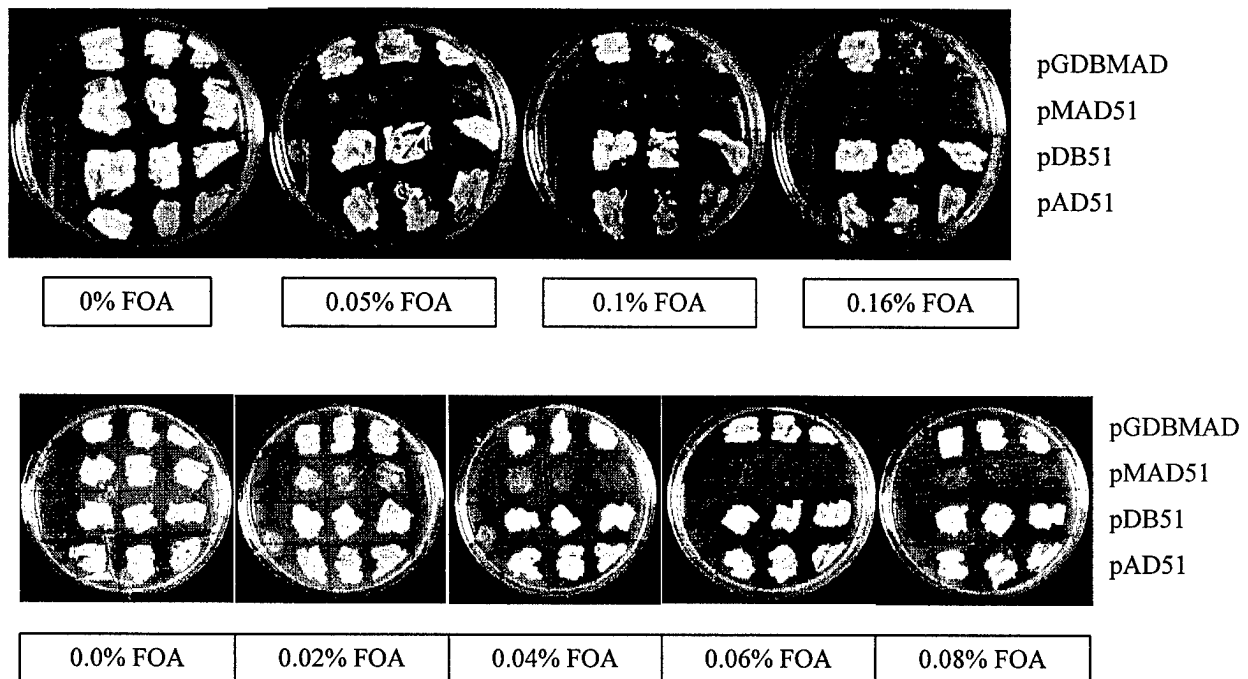 pGDBMAD
pMAD51
pDB51
pAD51
0% FOA
0.05% FOA
0.1% FOA
0.16% FOA
pGDBMAD
pMAD51
pDB51
pAD51
0.0% FOA
0.02% FOA
0.04% FOA
0.06% FOA
0.08% FOA